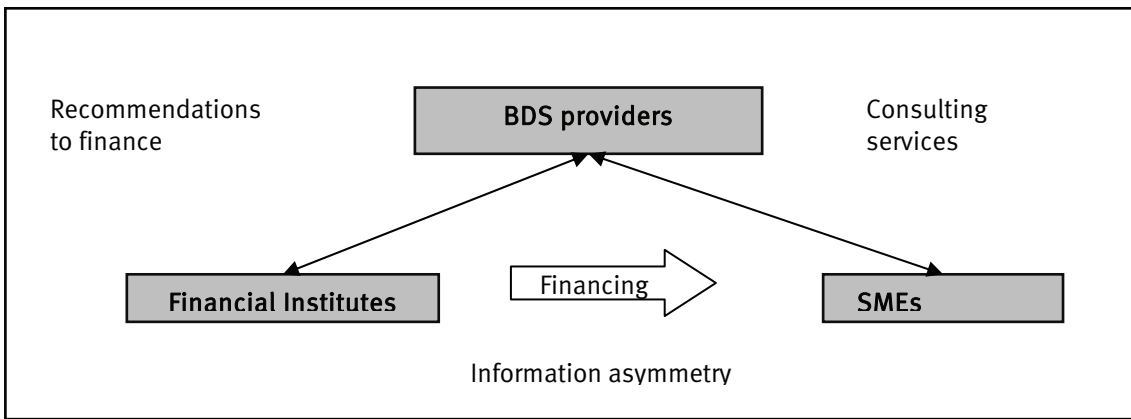 Recommendations
to finance
BDS providers
Consulting
services
Financial Institutes
Financing
SMEs
Information asymmetry